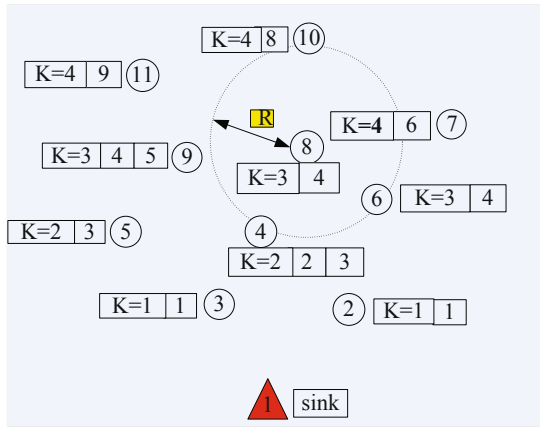 K=4 8 10
K=4 9 11
R
K=4 6 7
8
K=3 4 5 9
K=3 4
6 K=3 4
K=2 3 5
4
K=2 2 3
K=1 1 3
2 K=1 1
1 sink